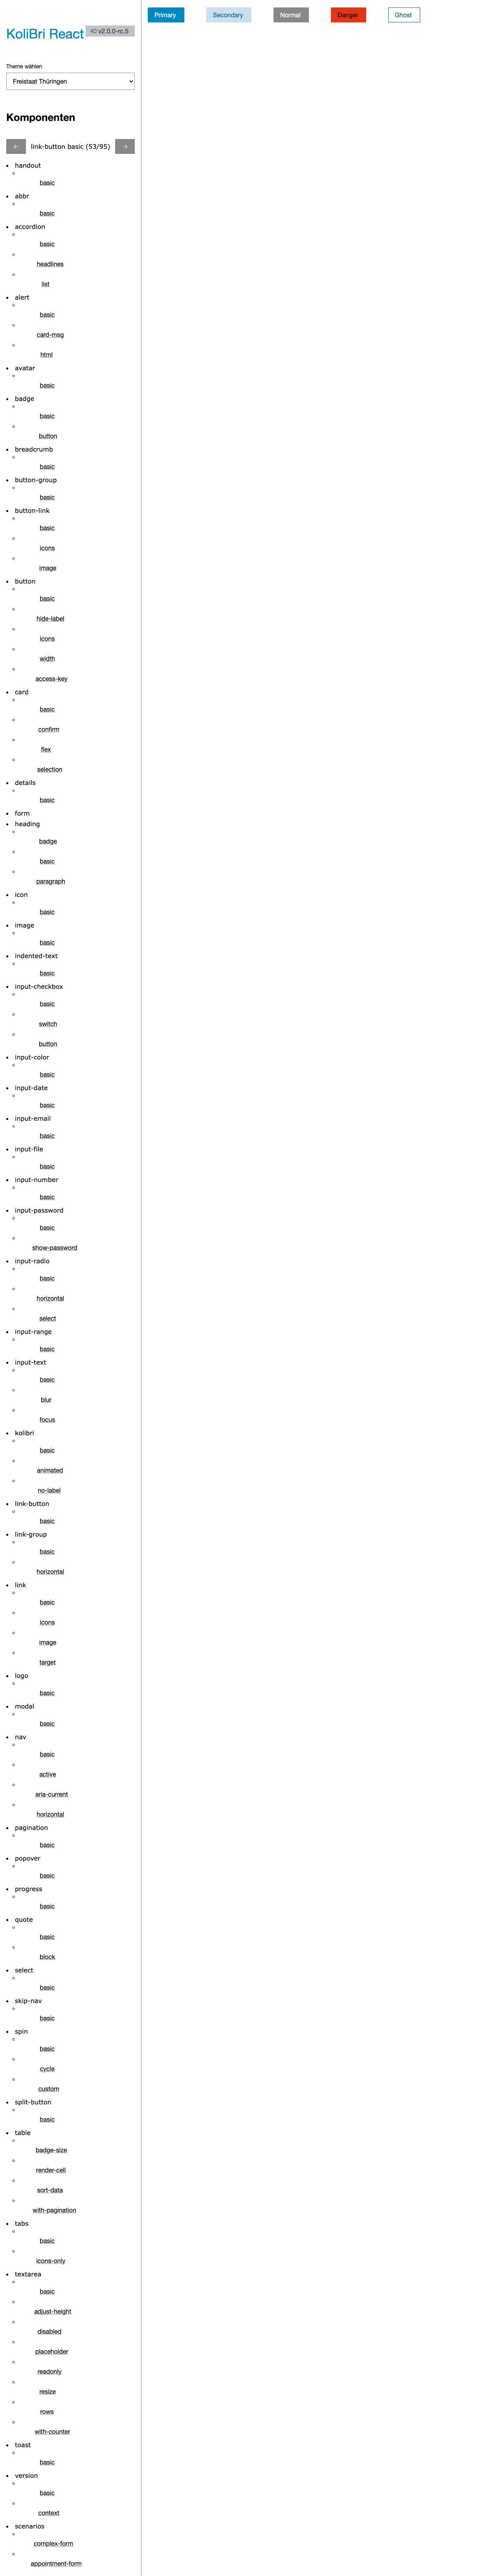 KoliBri React
v2.0.0-rc.5
Theme wählen
Freistaat Thüringen
Komponenten
← link-button basic (53/95) →
handout
basic
abbr
basic
accordion
basic
headlines
list
alert
basic
card-msg
html
avatar
basic
badge
basic
button
breadcrumb
basic
button-group
basic
button-link
basic
icons
image
button
basic
hide-label
icons
width
access-key
card
basic
confirm
flex
selection
details
basic
form
heading
badge
basic
paragraph
icon
basic
image
basic
indented-text
basic
input-checkbox
basic
switch
button
input-color
basic
input-date
basic
input-email
basic
input-file
basic
input-number
basic
input-password
basic
show-password
input-radio
basic
horizontal
select
input-range
basic
input-text
basic
blur
focus
kolibri
basic
animated
no-label
link-button
basic
link-group
basic
horizontal
link
basic
icons
image
target
logo
basic
modal
basic
nav
basic
active
aria-current
horizontal
pagination
basic
popover
basic
progress
basic
quote
basic
block
select
basic
skip-nav
basic
spin
basic
cycle
custom
split-button
basic
table
badge-size
render-cell
sort-data
with-pagination
tabs
basic
icons-only
textarea
basic
adjust-height
disabled
placeholder
readonly
resize
rows
with-counter
toast
basic
version
basic
context
scenarios
complex-form
appointment-form
Primary
Secondary
Normal
Danger
Ghost